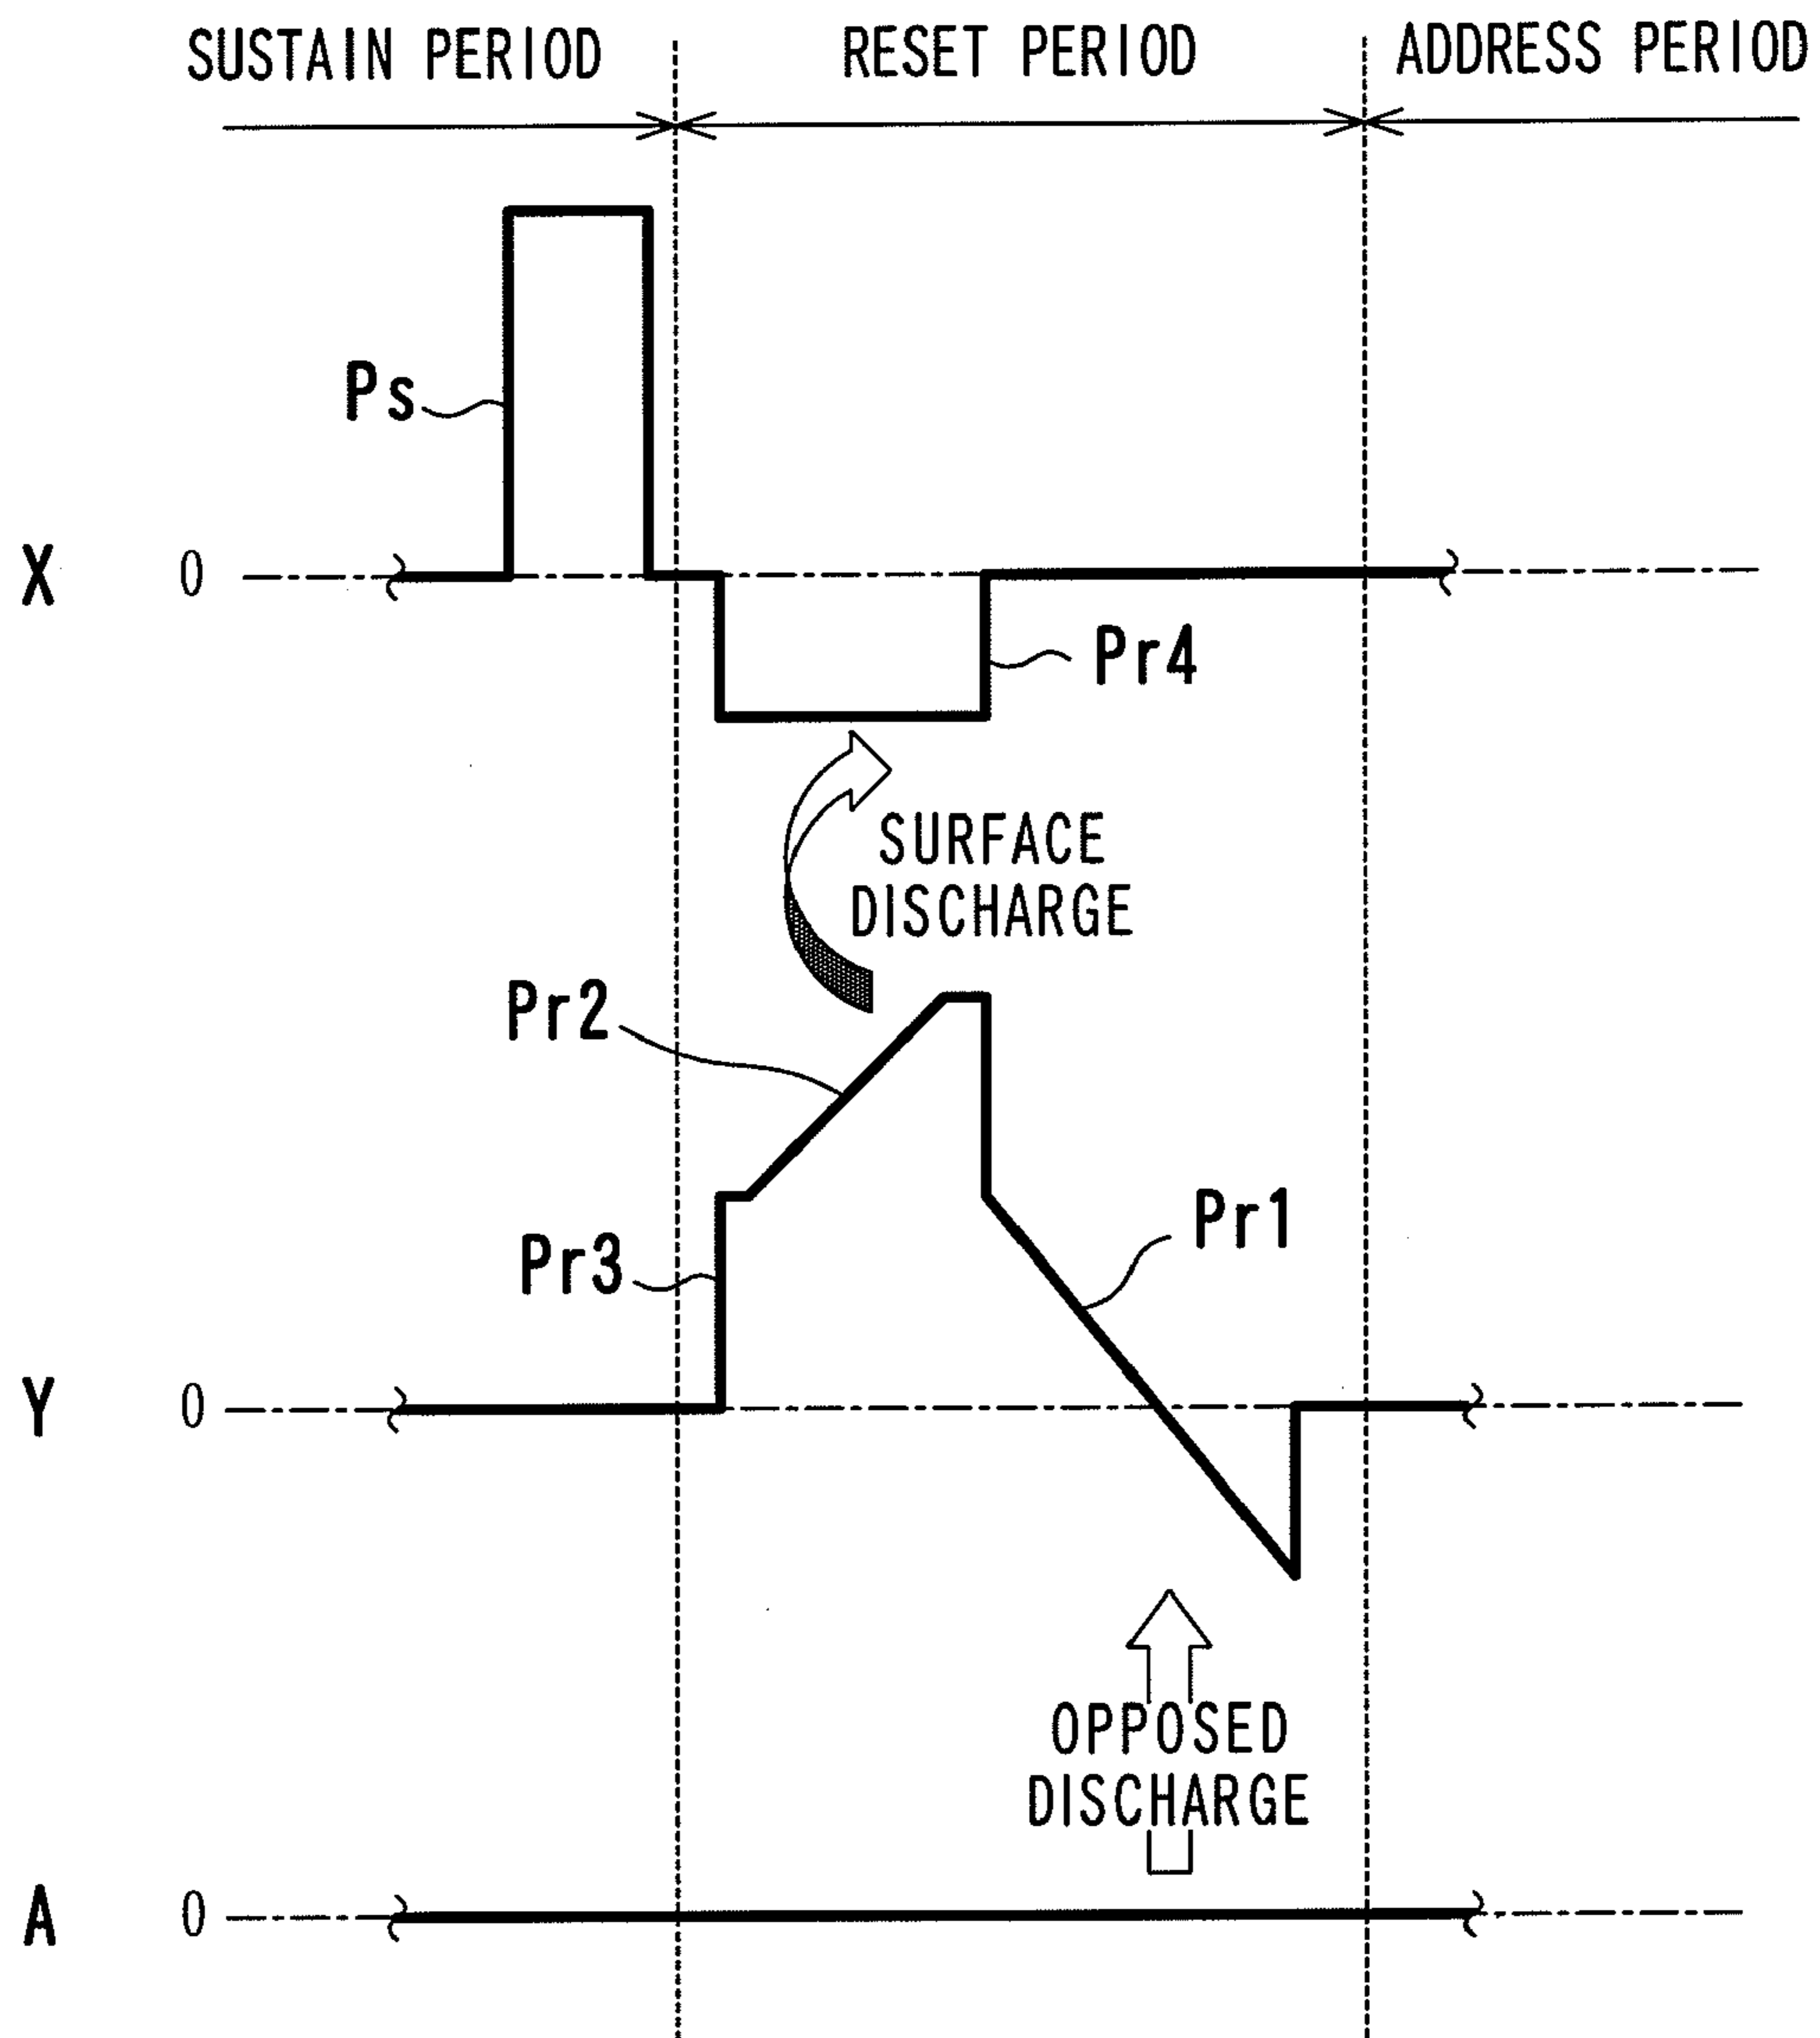 SUSTAIN PERIOD
RESET PERIOD
ADDRESS PERIOD
Ps
X
0
Pr4
SURFACE
DISCHARGE
Pr2
Pr1
Pr3
Y
0
OPPOSED
DISCHARGE
A
0